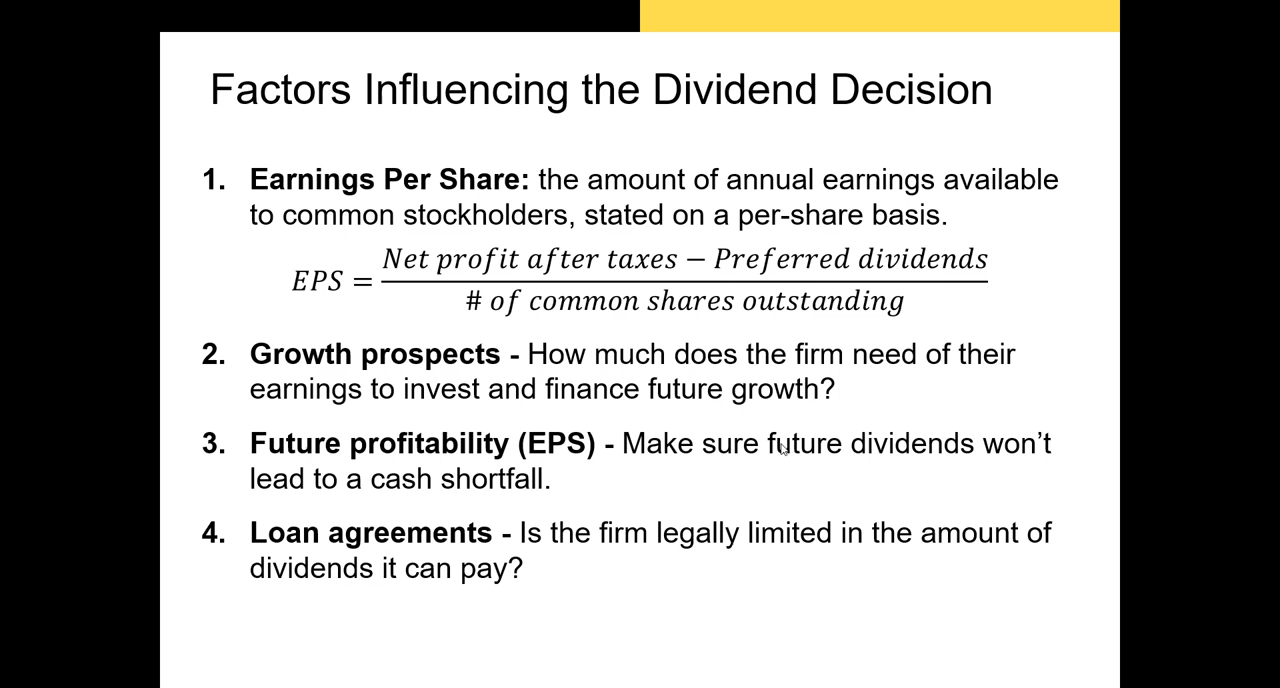 Factors Influencing the Dividend Decision
1. Earnings Per Share: the amount of annual earnings available
to common stockholders, stated on a per-share basis.
EPS = Net profit after taxes − Preferred dividends
# of common shares outstanding
2. Growth prospects - How much does the firm need of their
earnings to invest and finance future growth?
3. Future profitability (EPS) - Make sure future dividends won’t
lead to a cash shortfall.
4. Loan agreements - Is the firm legally limited in the amount of
dividends it can pay?